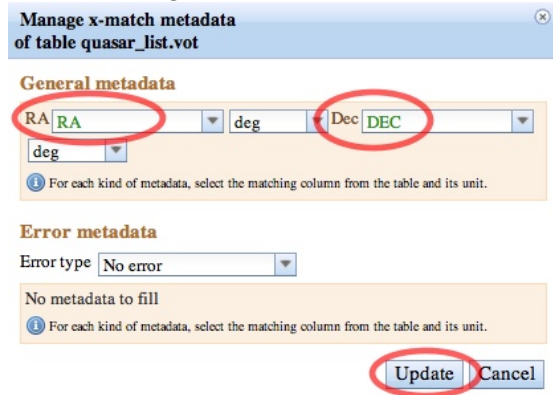 Manage x-match metadata
of table quasar_list.vot
General metadata
RA RA deg Dec DEC
deg
For each kind of metadata, select the matching column from the table and its unit.
Error metadata
Error type No error
No metadata to fill
For each kind of metadata, select the matching column from the table and its unit.
Update Cancel